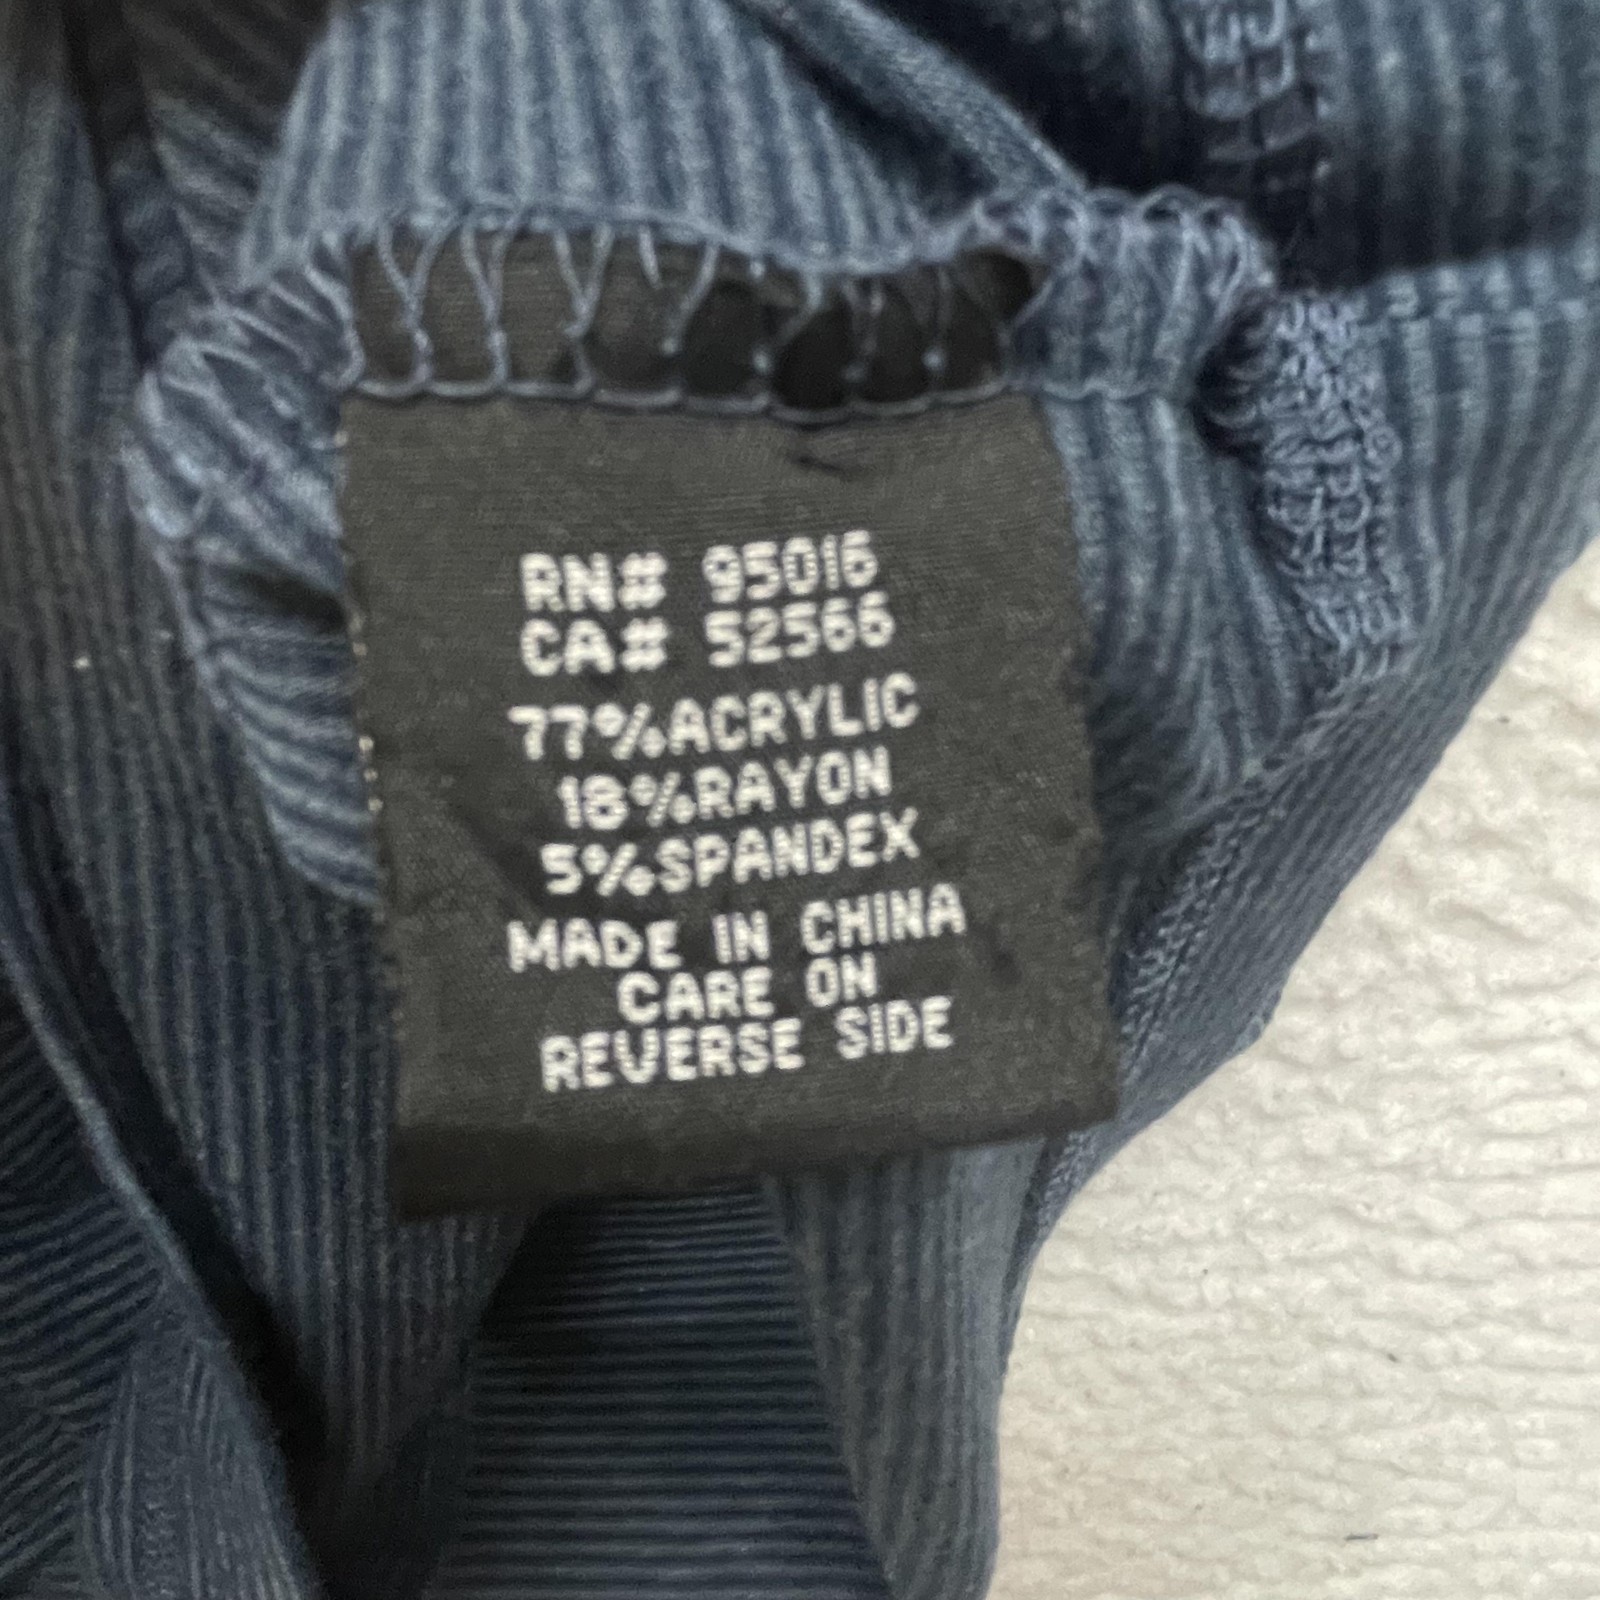 RN# 95016
CA# 52566
77%ACRYLIC
18%RAYON
5%SPANDEX
MADE IN CHINA
CARE ON
REVERSE SIDE